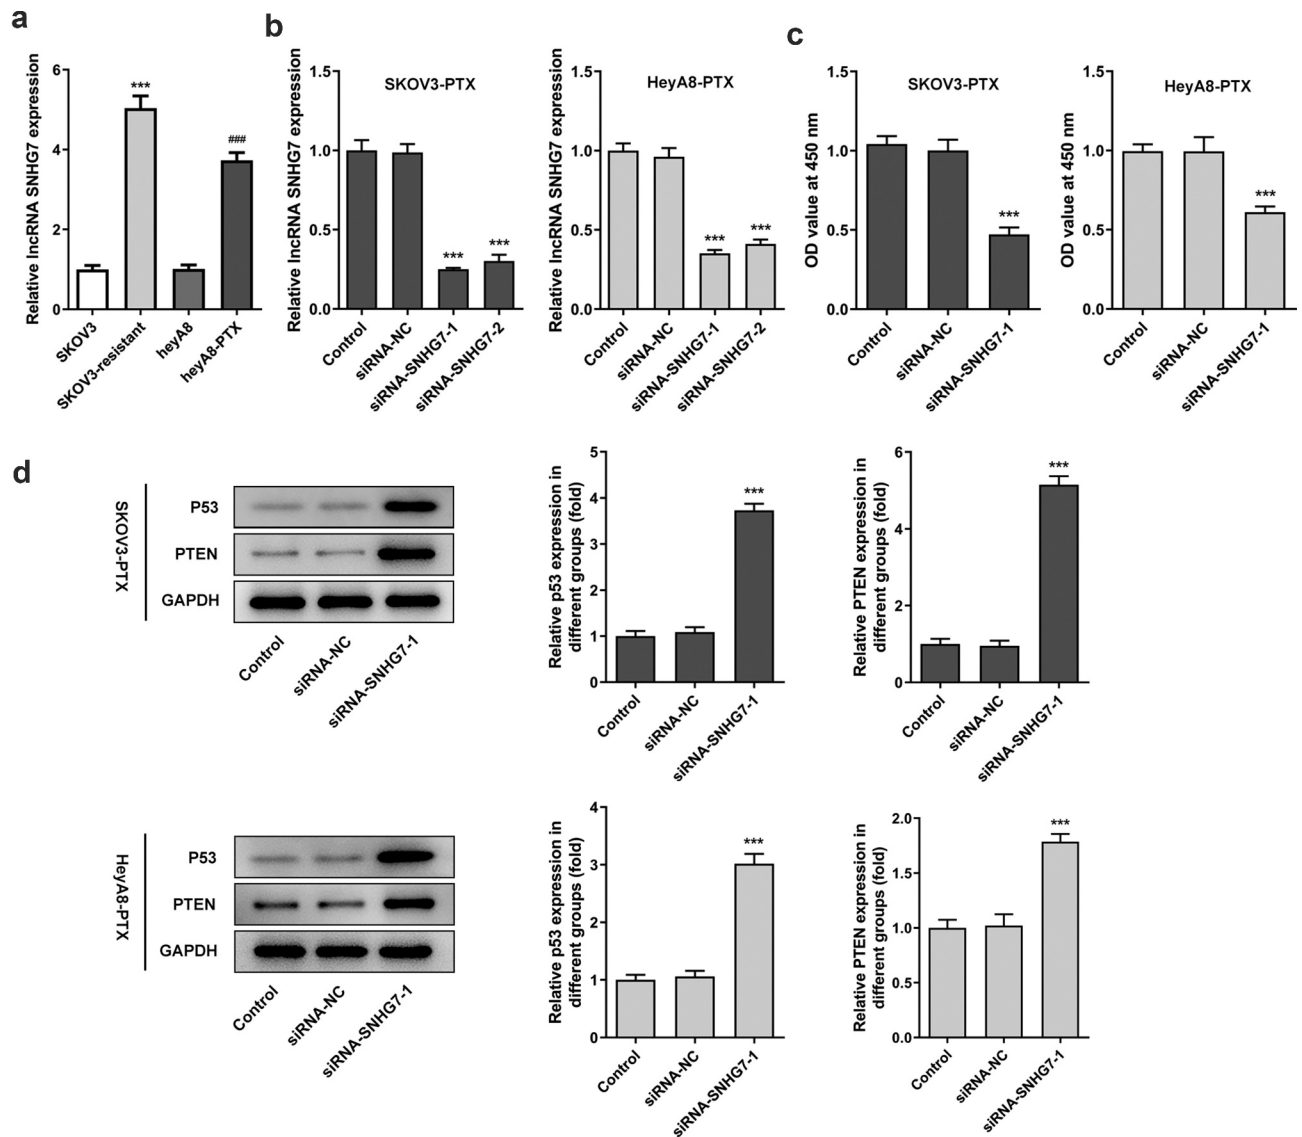 a
Relative lncRNA SNHG7 expression
6
4
2
0
***
###
SKOV3
SKOV3-resistant
heyA8
heyA8-PTX
b
Relative lncRNA SNHG7 expression
1.5
1.0
0.5
0.0
SKOV3-PTX
***
***
Control
siRNA-NC
siRNA-SNHG7-1
siRNA-SNHG7-2
Relative lncRNA SNHG7 expression
1.5
1.0
0.5
0.0
HeyA8-PTX
***
***
Control
siRNA-NC
siRNA-SNHG7-1
siRNA-SNHG7-2
c
OD value at 450 nm
1.5
1.0
0.5
0.0
SKOV3-PTX
***
Control
siRNA-NC
siRNA-SNHG7-1
OD value at 450 nm
1.5
1.0
0.5
0.0
HeyA8-PTX
***
Control
siRNA-NC
siRNA-SNHG7-1
d
SKOV3-PTX
P53
PTEN
GAPDH
Control
siRNA-NC
siRNA-SNHG7-1
Relative p53 expression in
different groups (fold)
5
4
3
2
1
0
***
Control
siRNA-NC
siRNA-SNHG7-1
Relative PTEN expression in
different groups (fold)
6
4
2
0
***
Control
siRNA-NC
siRNA-SNHG7-1
HeyA8-PTX
P53
PTEN
GAPDH
Control
siRNA-NC
siRNA-SNHG7-1
Relative p53 expression in
different groups (fold)
4
3
2
1
0
***
Control
siRNA-NC
siRNA-SNHG7-1
Relative PTEN expression in
different groups (fold)
2.0
1.5
1.0
0.5
0.0
***
Control
siRNA-NC
siRNA-SNHG7-1